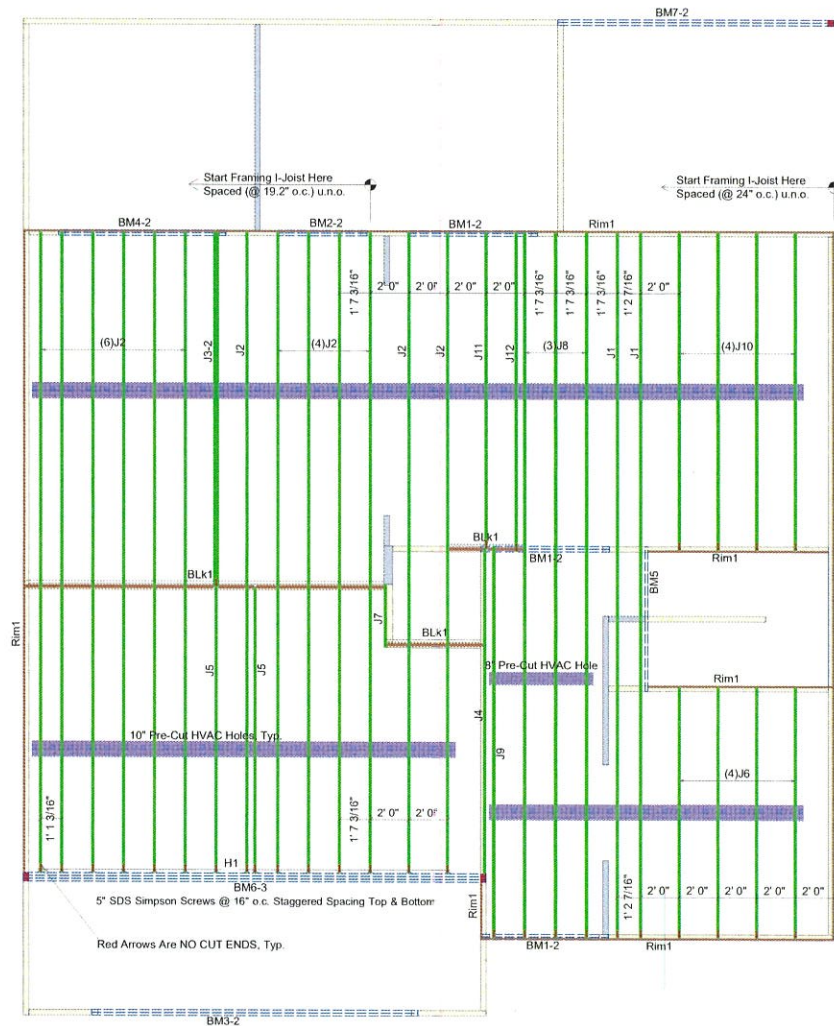 BM7-2
Start Framing I-Joist Here
Spaced (@ 19.2" o.c.) u.n.o.
Start Framing I-Joist Here
Spaced (@ 24" o.c.) u.n.o.
BM4-2
BM2-2
BM1-2
Rim1
1' 7 3/16"
2' 0"
2' 0"
2' 0"
2' 0"
1' 7 3/16"
1' 7 3/16"
1' 7 3/16"
1' 2 7/16"
2' 0"
(6)J2
J3-2
J2
(4)J2
J2
J2
J11
J12
(3)J8
J1
J1
(4)J10
BLk1
BM1-2
Rim1
BLk1
BM5
J7
BLk1
Rim1
J5
J5
8" Pre-Cut HVAC Hole
Rim1
J4
J9
10" Pre-Cut HVAC Holes, Typ.
(4)J6
1' 1 3/16"
1' 7 3/16"
2' 0"
2' 0"
H1
BM6-3
5" SDS Simpson Screws @ 16" o.c. Staggered Spacing Top & Bottom
Rim1
1' 2 7/16"
2' 0"
2' 0"
2' 0"
2' 0"
2' 0"
Red Arrows Are NO CUT ENDS, Typ.
BM1-2
Rim1
BM3-2